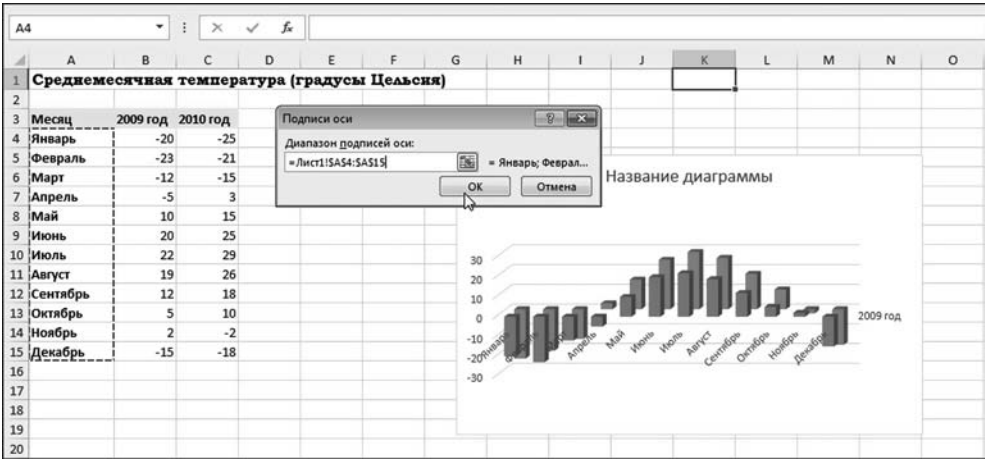 A4 fx
A B C D E F G H I J K L M N O
1 Среднемесячная температура (градусы Цельсия)
2
3 Месяц 2009 год 2010 год
4 Январь -20 -25
5 Февраль -23 -21
6 Март -12 -15
7 Апрель -5 3
8 Май 10 15
9 Июнь 20 25
10 Июль 22 29
11 Август 19 26
12 Сентябрь 12 18
13 Октябрь 5 10
14 Ноябрь 2 -2
15 Декабрь -15 -18
16
17
18
19
20
Подписи оси
Диапазон подписей оси:
=Лист1!$A$4:$A$15 = Январь; Феврал...
OK Отмена
Название диаграммы
30
20
10
0
-10
-20
-30
Январь Февраль Март Апрель Май Июнь Июль Август Сентябрь Октябрь Ноябрь Декабрь
2009 год